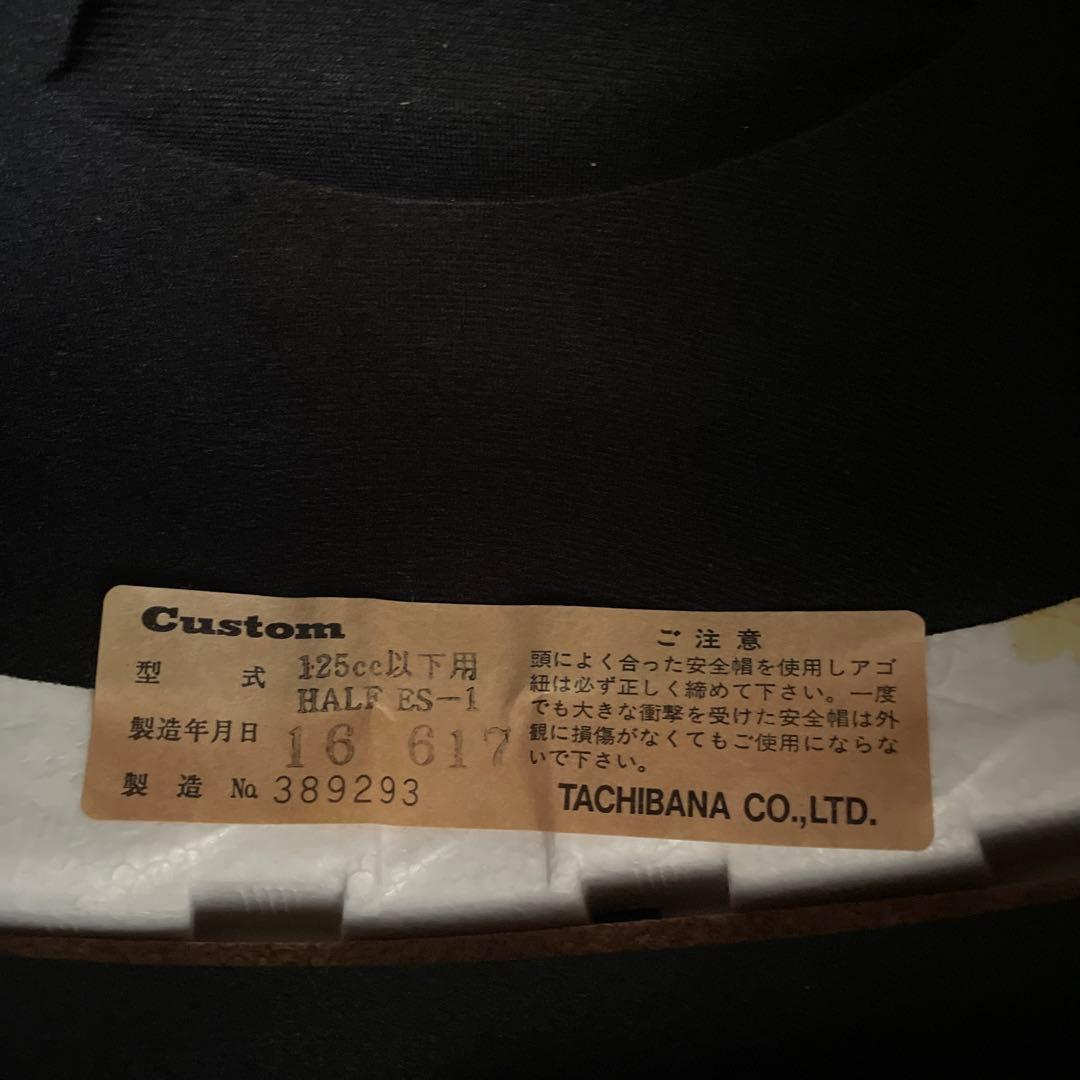 Custom
型 式 125cc以下用
HALF ES-1
製造年月日 16 617
製造 No. 389293
ご注意
頭によく合った安全帽を使用しアゴ
紐は必ず正しく締めて下さい。一度
でも大きな衝撃を受けた安全帽は外
観に損傷がなくてもご使用にならな
いで下さい。
TACHIBANA CO.,LTD.